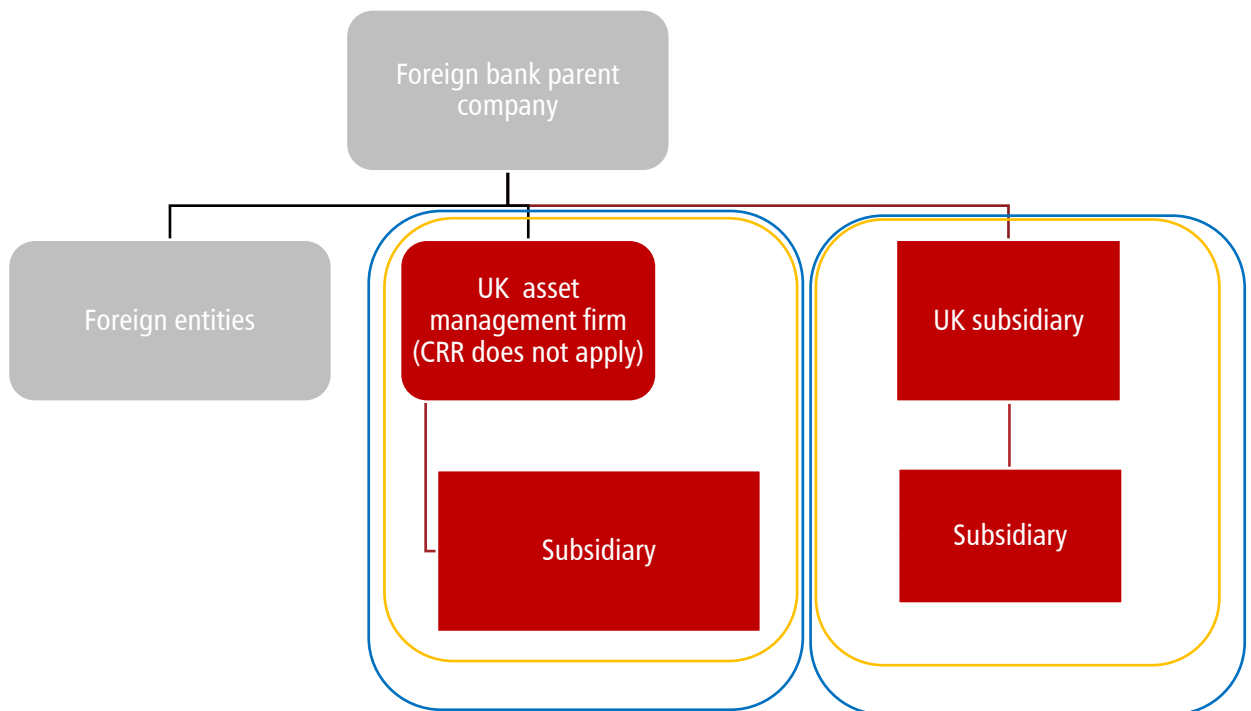 Foreign bank parent
company
Foreign entities
UK asset
management firm
(CRR does not apply)
UK subsidiary
Subsidiary
Subsidiary